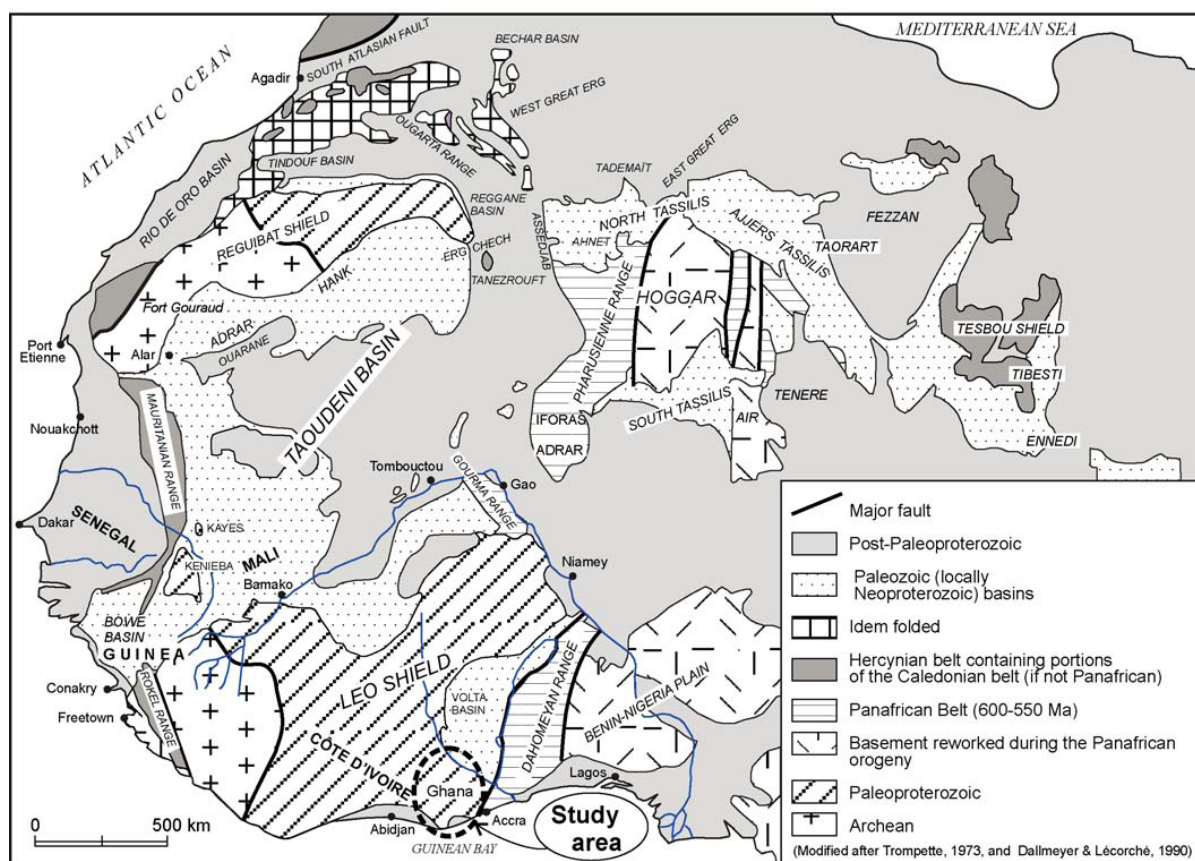 MEDITERRANEAN SEA
ATLANTIC OCEAN
SOUTH ATLASIAN FAULT
BECHAR BASIN
Agadir
WEST GREAT ERG
OUGARTA RANGE
TINDOUF BASIN
RIO DE ORO BASIN
REGUIBAT SHIELD
REGGANE
BASIN
ERG CHECH
TANEZROUFT
HANK
ASSEDJAB
TADEMAÏT
EAST GREAT ERG
NORTH TASSILIS
AHNET
AJJERS TASSILIS
TAORART
FEZZAN
PHARUSIENNE RANGE
HOGGAR
Fort Gouraud
ADRAR
OUARANE
Atar
Port
Etienne
TAOUDENI BASIN
IFORAS
ADRAR
SOUTH TASSILIS
AIR
TENERE
TESBOU SHIELD
TIBESTI
ENNEDI
MAURITANIAN RANGE
Nouakchott
Tombouctou
GOURMA RANGE
Gao
Dakar
SENEGAL
KAYES
KENIEBA
MALI
Bamako
Niamey
BOWE
BASIN
GUINEA
Conakry
Freetown
ROKEL RANGE
LEO SHIELD
VOLTA
BASIN
DAHOMEYAN RANGE
BENIN-NIGERIA PLAIN
CÔTE D'IVOIRE
Ghana
Lagos
Accra
Abidjan
GUINEAN BAY
Study
area
0 500 km
Major fault
Post-Paleoproterozoic
Paleozoic (locally
Neoproterozoic) basins
Idem folded
Hercynian belt containing portions
of the Caledonian belt (if not Panafrican)
Panafrican Belt (600-550 Ma)
Basement reworked during the Panafrican
orogeny
Paleoproterozoic
Archean
(Modified after Trompette, 1973, and Dallmeyer & Lécorché, 1990)